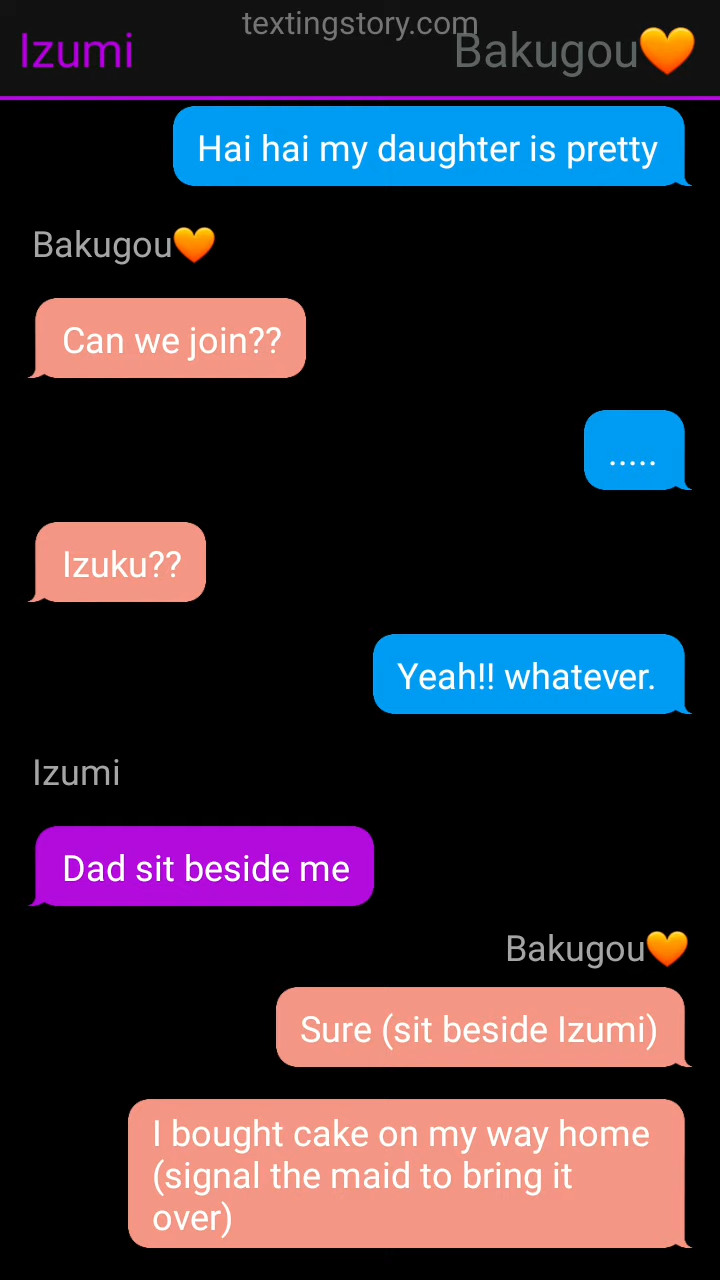 textingstory.com
Izumi
Bakugou🧡
Hai hai my daughter is pretty
Bakugou🧡
Can we join??
.....
Izuku??
Yeah!! whatever.
Izumi
Dad sit beside me
Bakugou🧡
Sure (sit beside Izumi)
I bought cake on my way home
(signal the maid to bring it
over)